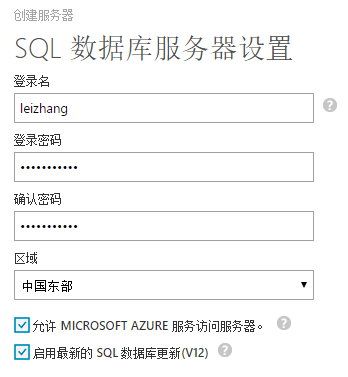 创建服务器
SQL 数据库服务器设置
登录名
leizhang
?
登录密码
•••••••••••
确认密码
•••••••••••
区域
中国东部
允许 MICROSOFT AZURE 服务访问服务器。 ?
启用最新的 SQL 数据库更新(V12) ?